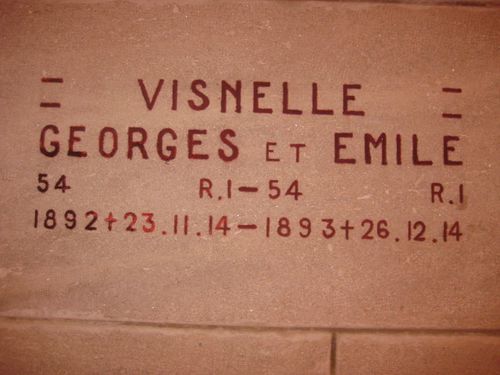 = VISNELLE =
GEORGES ET EMILE
54 R.I - 54 R.I
1892 † 23.11.14 - 1893 † 26.12.14